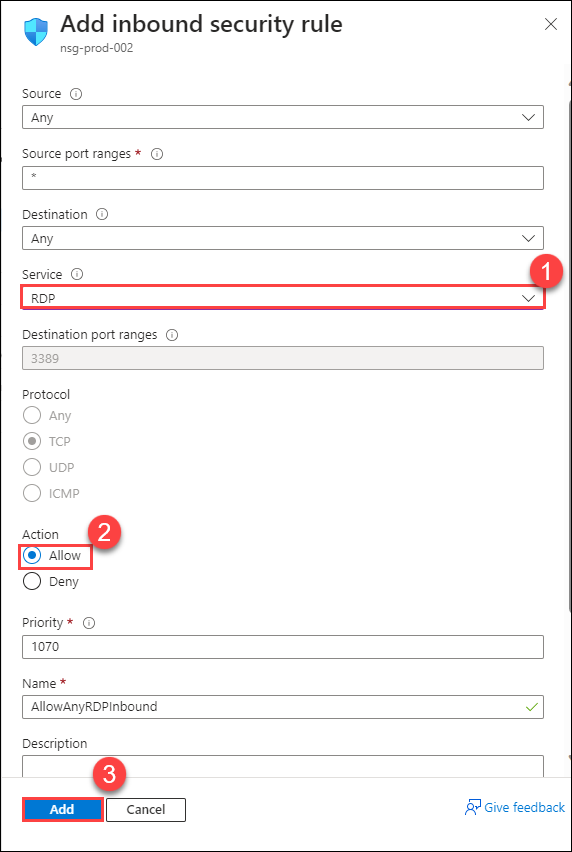 Add inbound security rule
nsg-prod-002
Source
Any
Source port ranges *
*
Destination
Any
Service
1
RDP
Destination port ranges
3389
Protocol
Any
TCP
UDP
ICMP
Action
2
Allow
Deny
Priority *
1070
Name *
AllowAnyRDPInbound
Description
3
Add Cancel Give feedback